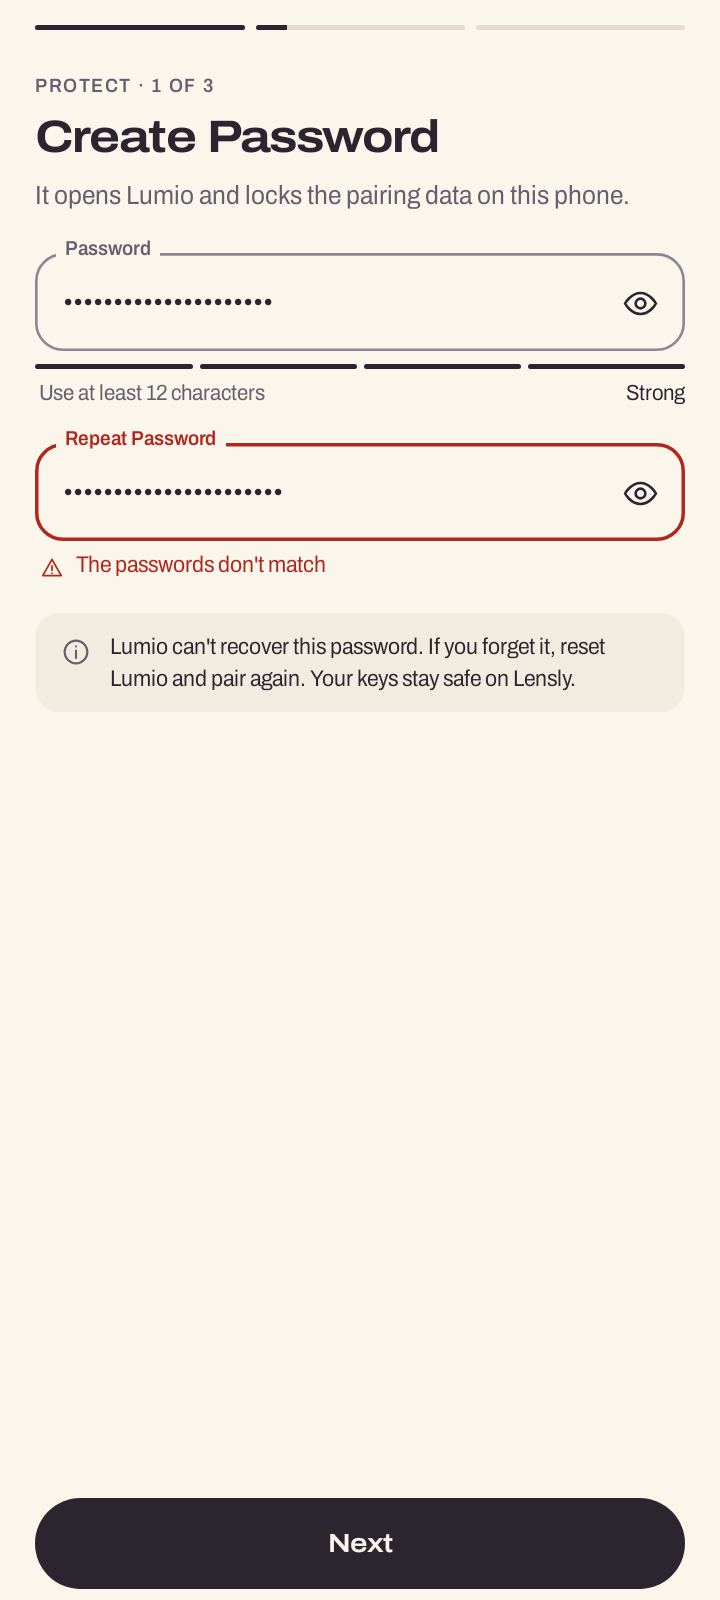 PROTECT · 1 OF 3
Create Password
It opens Lumio and locks the pairing data on this phone.
Password
•••••••••••••••••••••
Use at least 12 characters
Strong
Repeat Password
••••••••••••••••••••••
The passwords don't match
Lumio can't recover this password. If you forget it, reset
Lumio and pair again. Your keys stay safe on Lensly.
Next